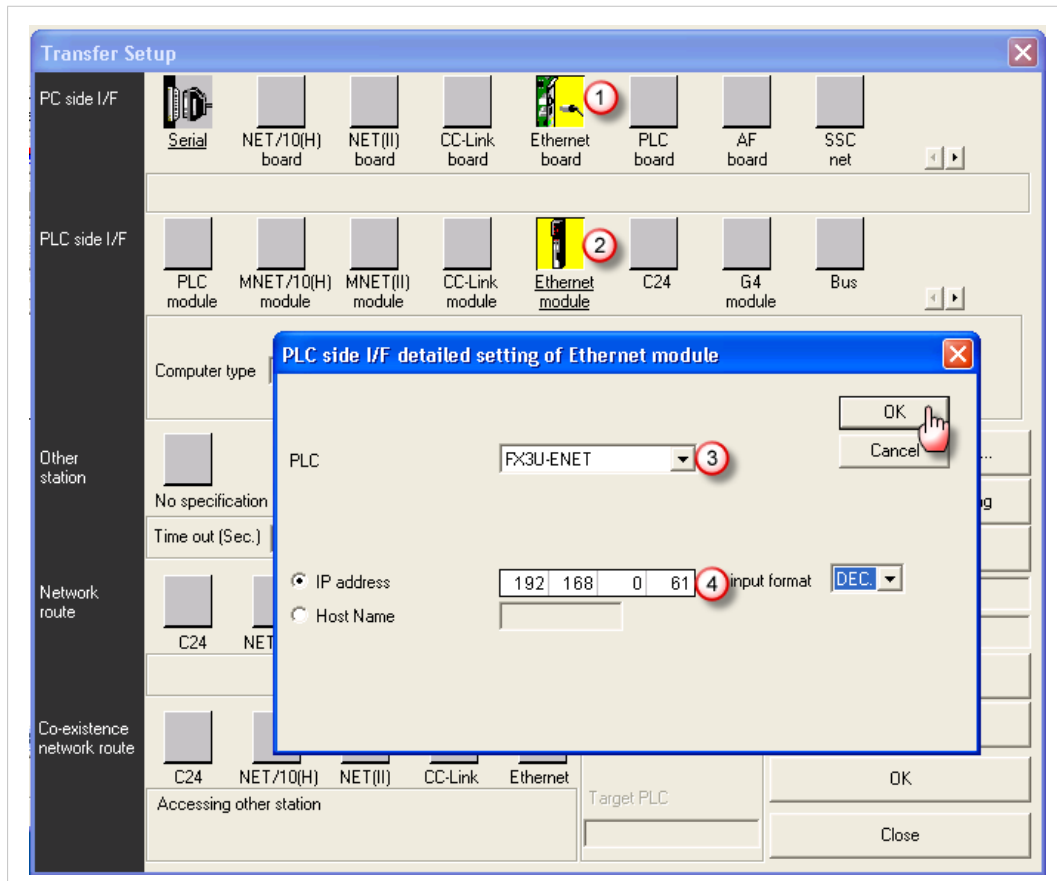 Transfer Setup
PC side I/F
Serial
NET/10(H)
board
NET(II)
board
CC-Link
board
Ethernet
board
PLC
board
AF
board
SSC
net
1
PLC side I/F
PLC
module
MNET/10(H)
module
MNET(II)
module
CC-Link
module
Ethernet
module
C24
G4
module
Bus
2
Computer type
PLC side I/F detailed setting of Ethernet module
OK
Cancel
PLC
FX3U-ENET
3
IP address
192 168 0 61
4
input format
DEC.
Host Name
Other
station
No specification
...
Time out (Sec.)
Network
route
C24
NET
Co-existence
network route
C24
NET/10(H)
NET(II)
CC-Link
Ethernet
Accessing other station
Target PLC
OK
Close